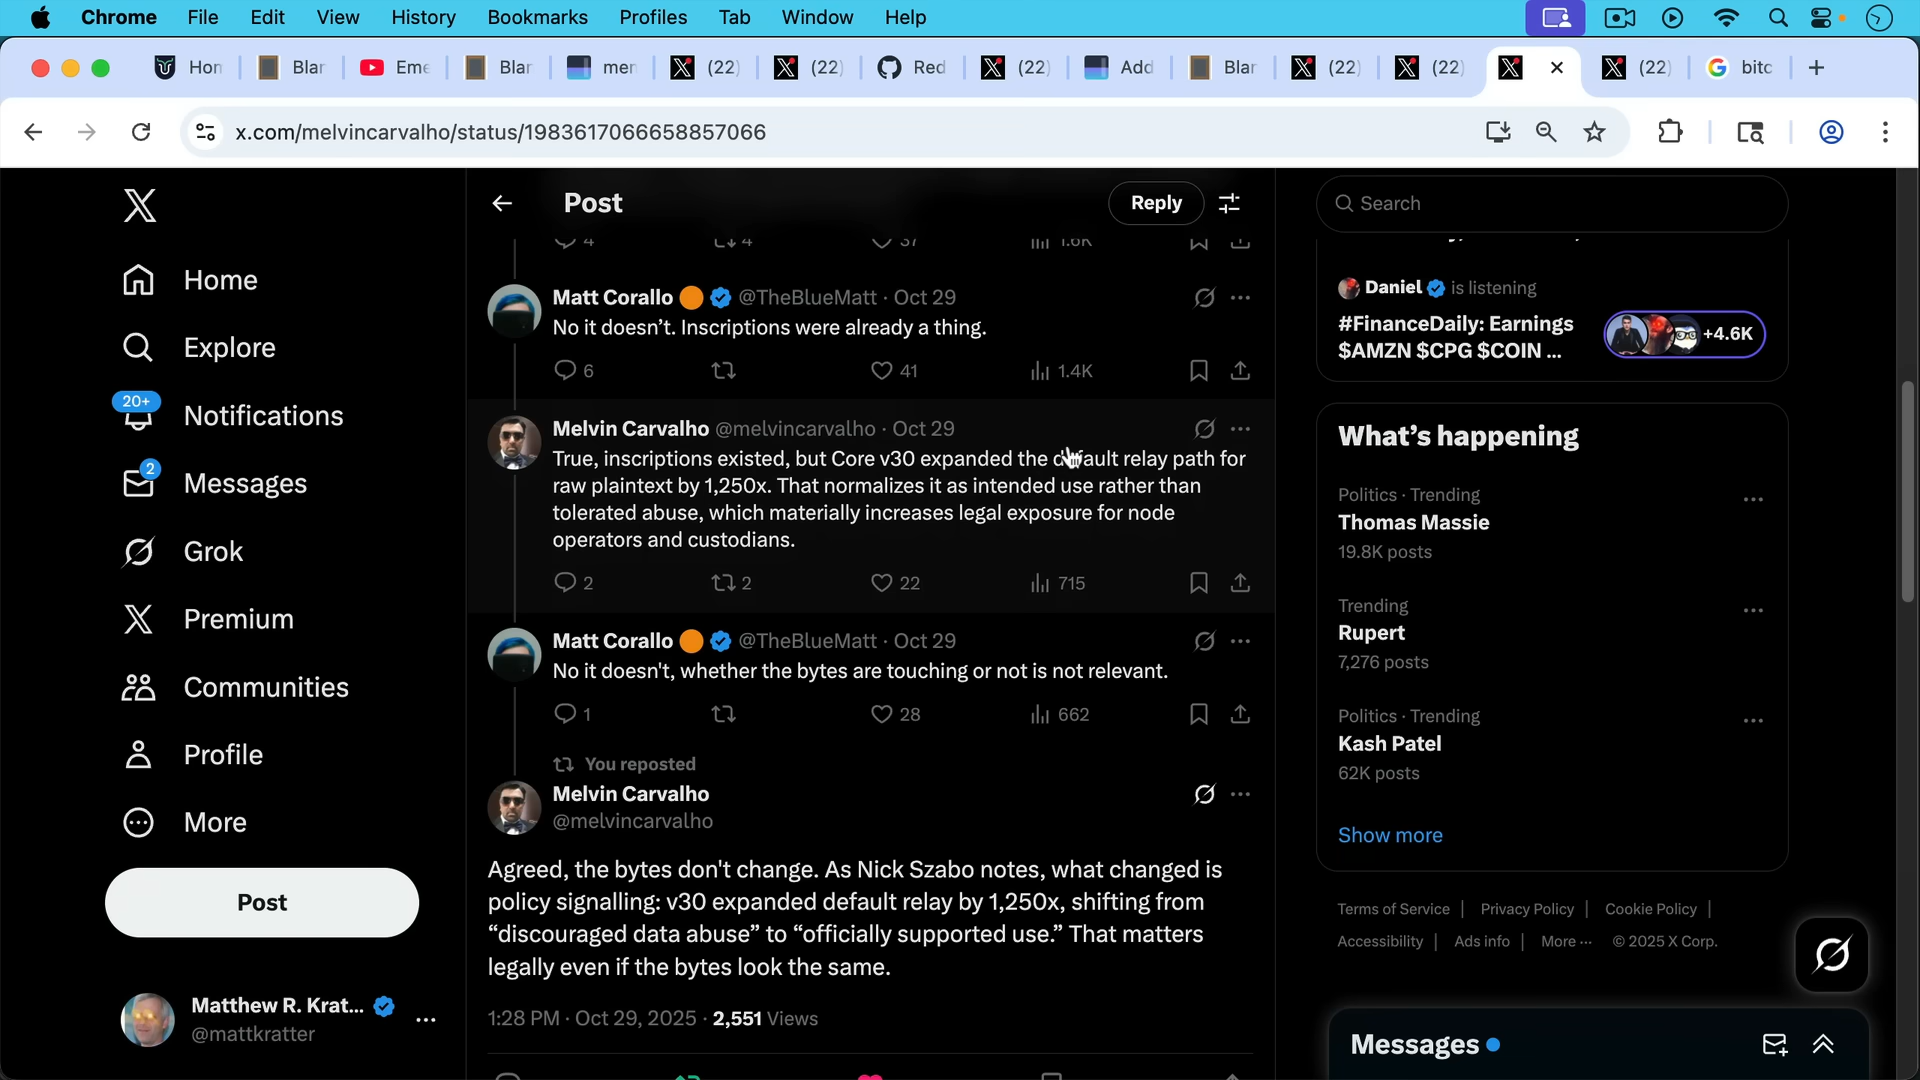 Chrome File Edit View History Bookmarks Profiles Tab Window Help
Hon Blar Eme Blar mer (22) (22) Red (22) Add Blar (22) (22) (22) bitc
x.com/melvincarvalho/status/1983617066658857066
Home
Explore
20+
Notifications
2
Messages
Grok
Premium
Communities
Profile
More
Post
Matthew R. Krat...
@mattkratter
Post
Reply
4 4 37 1.6K
Matt Corallo @TheBlueMatt · Oct 29
No it doesn’t. Inscriptions were already a thing.
6 41 1.4K
Melvin Carvalho @melvincarvalho · Oct 29
True, inscriptions existed, but Core v30 expanded the default relay path for
raw plaintext by 1,250x. That normalizes it as intended use rather than
tolerated abuse, which materially increases legal exposure for node
operators and custodians.
2 2 22 715
Matt Corallo @TheBlueMatt · Oct 29
No it doesn't, whether the bytes are touching or not is not relevant.
1 28 662
You reposted
Melvin Carvalho
@melvincarvalho
Agreed, the bytes don't change. As Nick Szabo notes, what changed is
policy signalling: v30 expanded default relay by 1,250x, shifting from
“discouraged data abuse” to “officially supported use.” That matters
legally even if the bytes look the same.
1:28 PM · Oct 29, 2025 · 2,551 Views
Search
Daniel is listening
#FinanceDaily: Earnings
$AMZN $CPG $COIN ...
+4.6K
What’s happening
Politics · Trending
Thomas Massie
19.8K posts
Trending
Rupert
7,276 posts
Politics · Trending
Kash Patel
62K posts
Show more
Terms of Service | Privacy Policy | Cookie Policy |
Accessibility | Ads info | More ··· © 2025 X Corp.
Messages